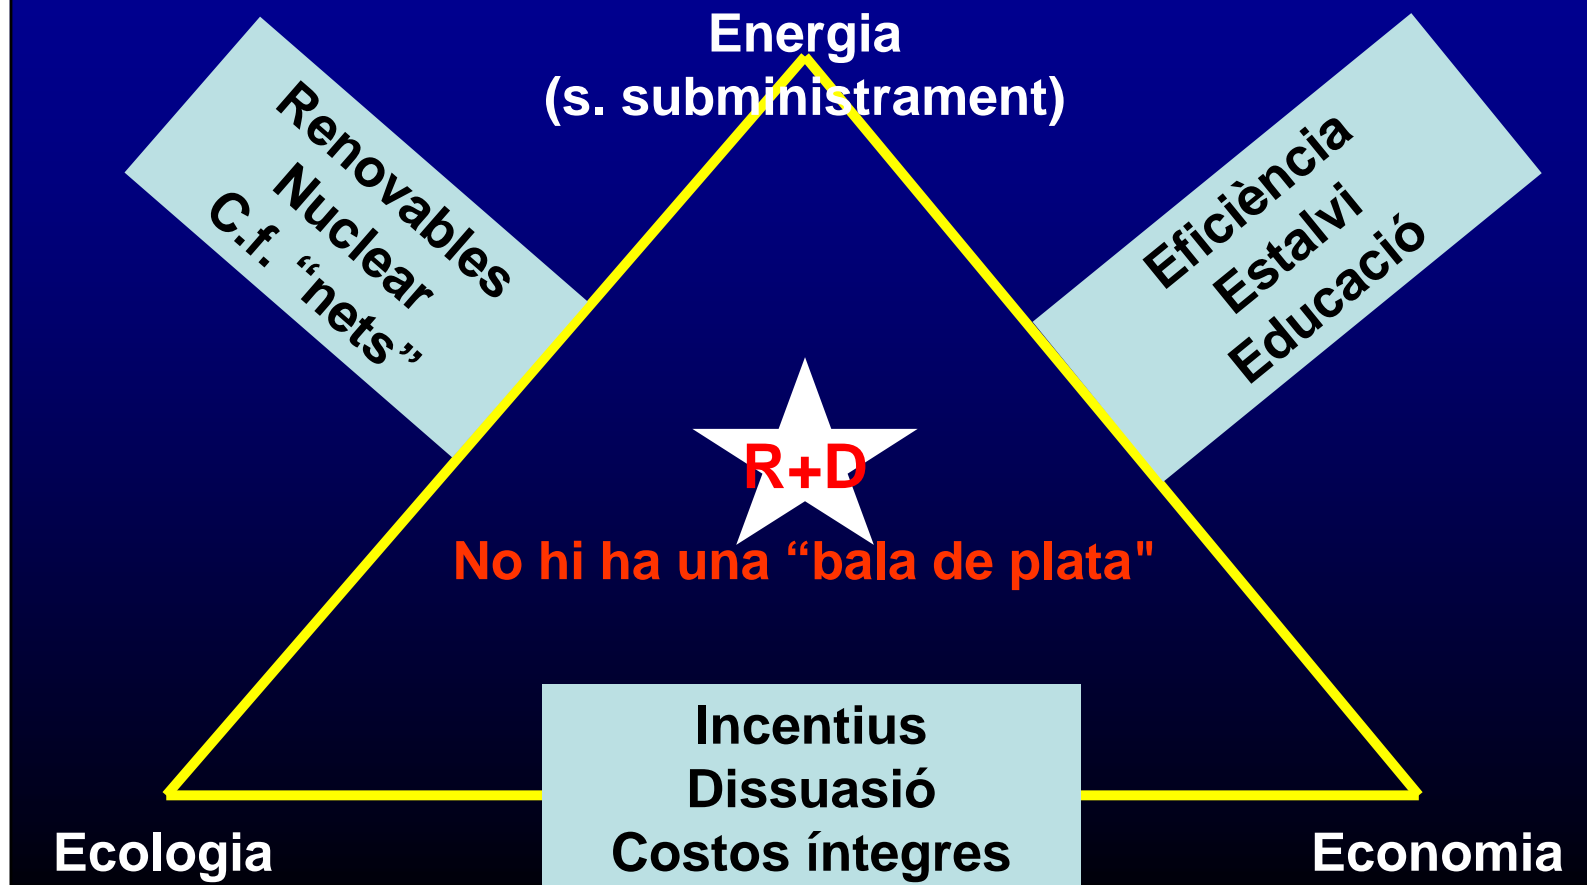 Energia
(s. subministrament)
Renovables
Nuclear
C.f. “nets”
Eficiència
Estalvi
Educació
R+D
No hi ha una “bala de plata"
Incentius
Dissuasió
Costos íntegres
Ecologia
Economia